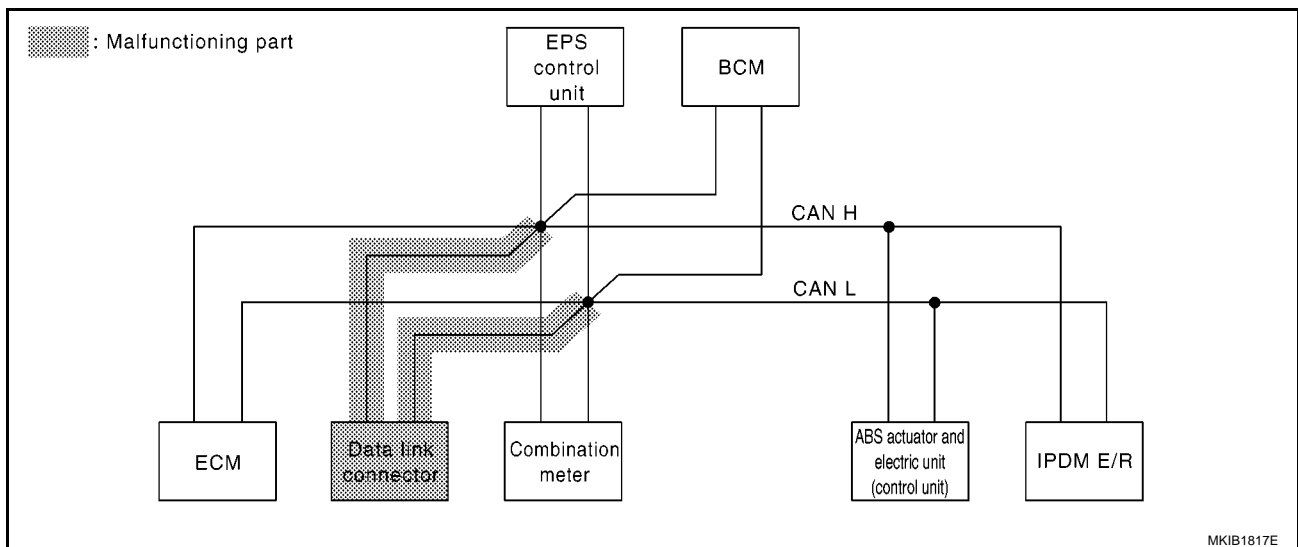 : Malfunctioning part
EPS
control
unit
BCM
CAN H
CAN L
ECM
Data link
connector
Combination
meter
ABS actuator and
electric unit
(control unit)
IPDM E/R
MKIB1817E